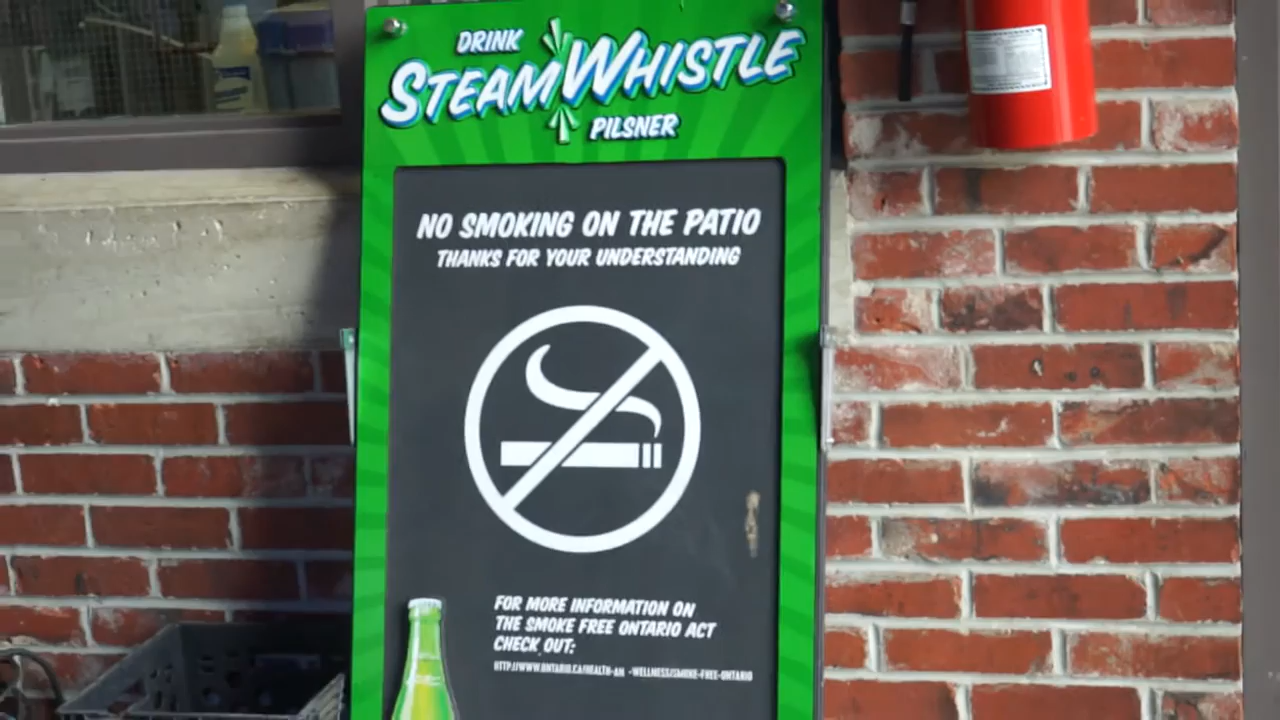 DRINK
STEAMWHISTLE
PILSNER
NO SMOKING ON THE PATIO
THANKS FOR YOUR UNDERSTANDING
FOR MORE INFORMATION ON
THE SMOKE FREE ONTARIO ACT
CHECK OUT:
HTTP://WWW.ONTARIO.CA/HEALTH-AN -WELLNESS/SMOKE-FREE-ONTARIO